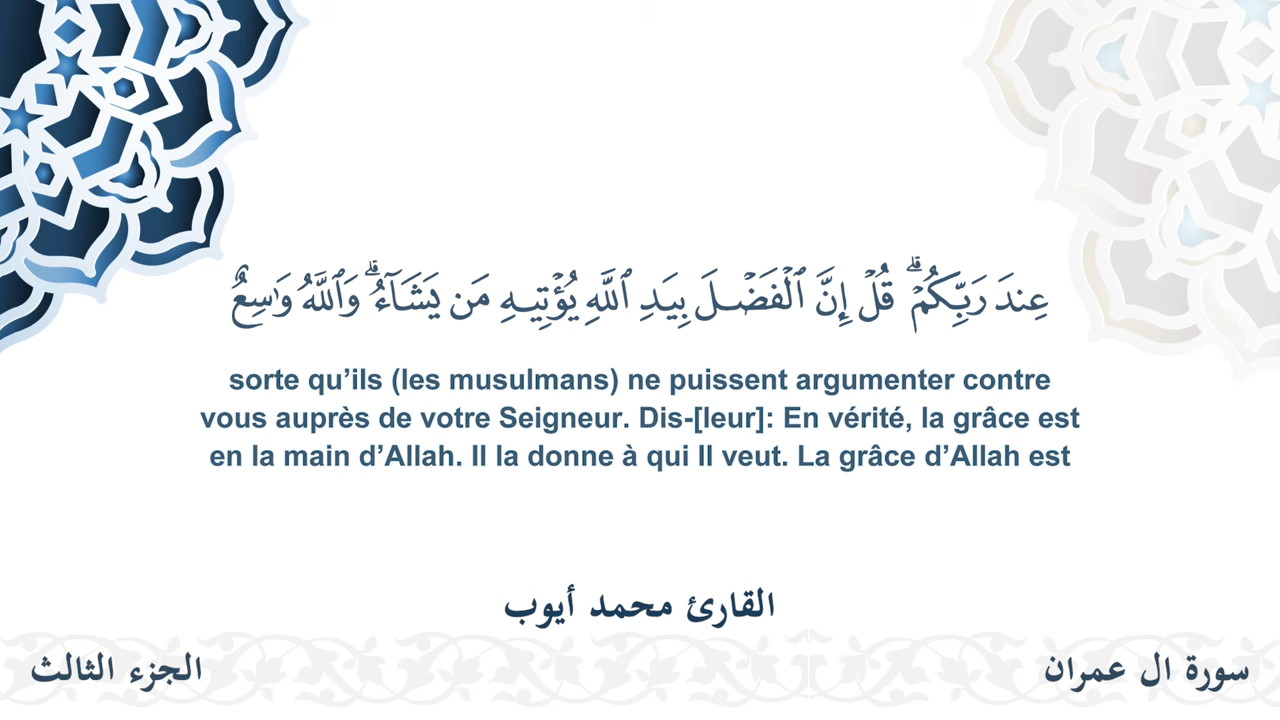 عِندَ رَبِّكُمۡۗ قُلۡ إِنَّ ٱلۡفَضۡلَ بِيَدِ ٱللَّهِ يُؤۡتِيهِ مَن يَشَآءُۗ وَٱللَّهُ وَٰسِعٌ
sorte qu’ils (les musulmans) ne puissent argumenter contre
vous auprès de votre Seigneur. Dis-[leur]: En vérité, la grâce est
en la main d’Allah. Il la donne à qui Il veut. La grâce d’Allah est
القارئ محمد أيوب
سورة ال عمران
الجزء الثالث